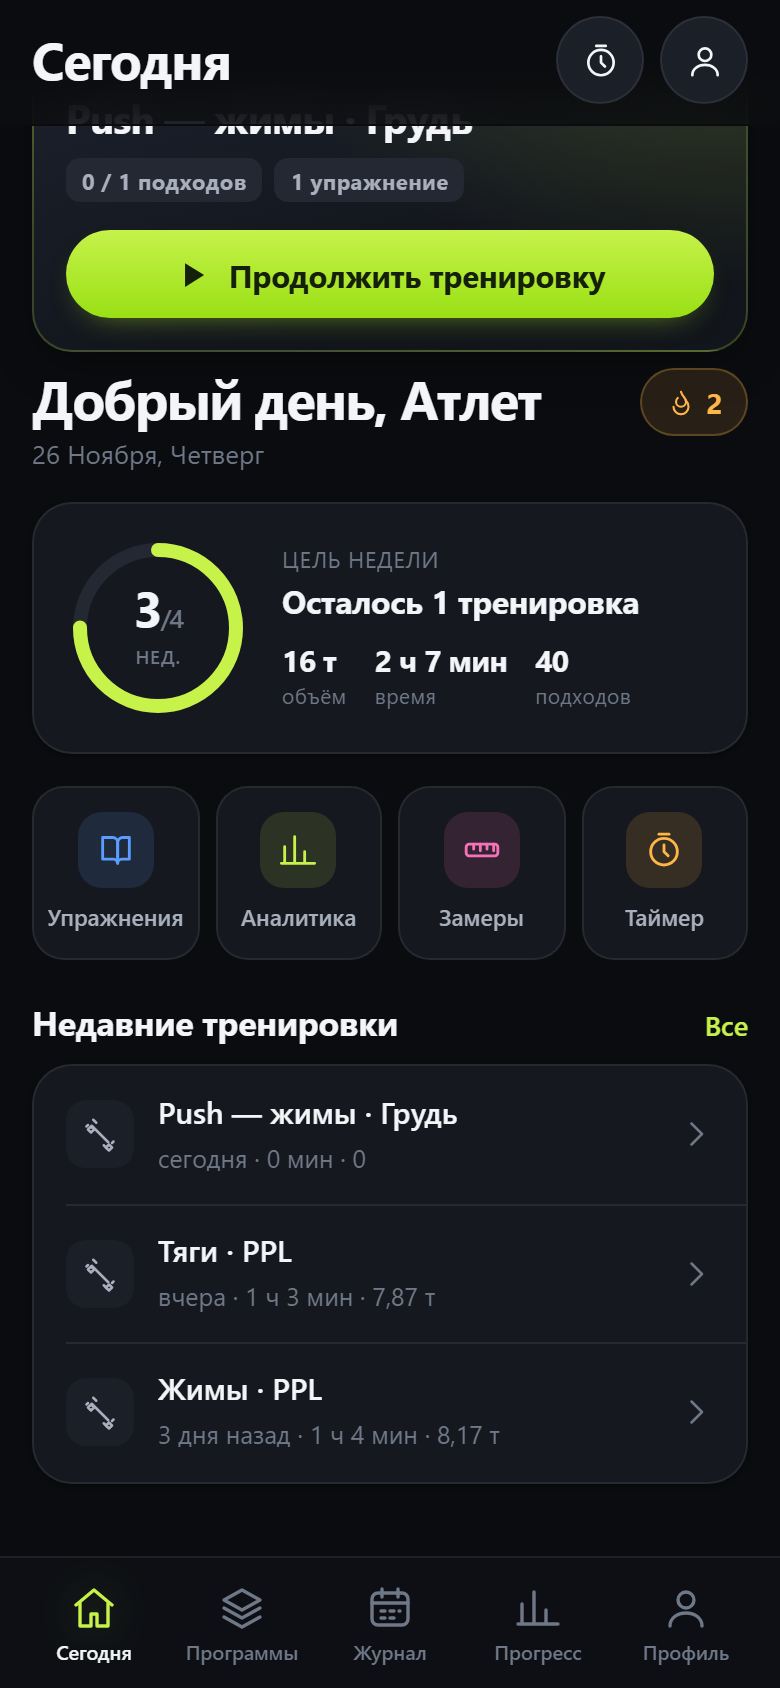 Сегодня
Push — жимы · Грудь
0 / 1 подходов
1 упражнение
Продолжить тренировку
Добрый день, Атлет
2
26 Ноября, Четверг
3/4
НЕД.
ЦЕЛЬ НЕДЕЛИ
Осталось 1 тренировка
16 т
2 ч 7 мин
40
объём
время
подходов
Упражнения
Аналитика
Замеры
Таймер
Недавние тренировки
Все
Push — жимы · Грудь
сегодня · 0 мин · 0
Тяги · PPL
вчера · 1 ч 3 мин · 7,87 т
Жимы · PPL
3 дня назад · 1 ч 4 мин · 8,17 т
Сегодня
Программы
Журнал
Прогресс
Профиль